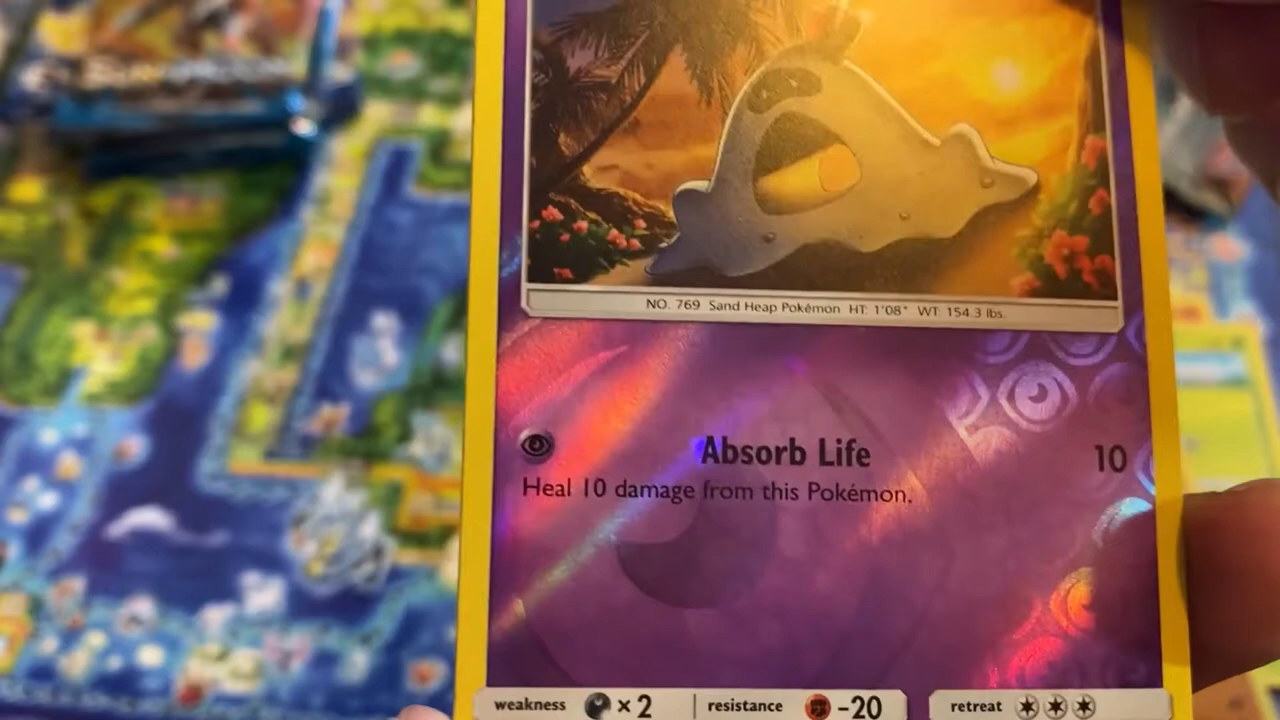 NO. 769 Sand Heap Pokémon HT: 1'08" WT: 154.3 lbs.
Absorb Life 10
Heal 10 damage from this Pokémon.
weakness ×2 resistance -20 retreat